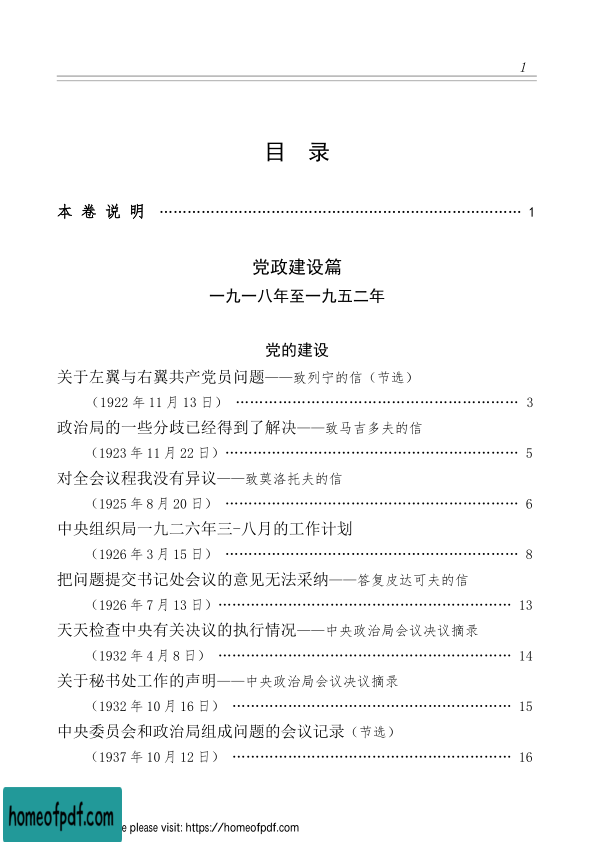 1
目 录
本 卷 说 明 …………………………………………………………………… 1
党政建设篇
一九一八年至一九五二年
党的建设
关于左翼与右翼共产党员问题——致列宁的信（节选）
（1922 年 11 月 13 日） …………………………………………………… 3
政治局的一些分歧已经得到了解决——致马吉多夫的信
（1923 年 11 月 22 日）…………………………………………………… 5
对全会议程我没有异议——致莫洛托夫的信
（1925 年 8 月 20 日） …………………………………………………… 6
中央组织局一九二六年三-八月的工作计划
（1926 年 3 月 15 日） …………………………………………………… 8
把问题提交书记处会议的意见无法采纳——答复皮达可夫的信
（1926 年 7 月 13 日）…………………………………………………… 13
天天检查中央有关决议的执行情况——中央政治局会议决议摘录
（1932 年 4 月 8 日） …………………………………………………… 14
关于秘书处工作的声明——中央政治局会议决议摘录
（1932 年 10 月 16 日） ………………………………………………… 15
中央委员会和政治局组成问题的会议记录（节选）
（1937 年 10 月 12 日） ………………………………………………… 16
homeofpdf.com
e please visit: https://homeofpdf.com